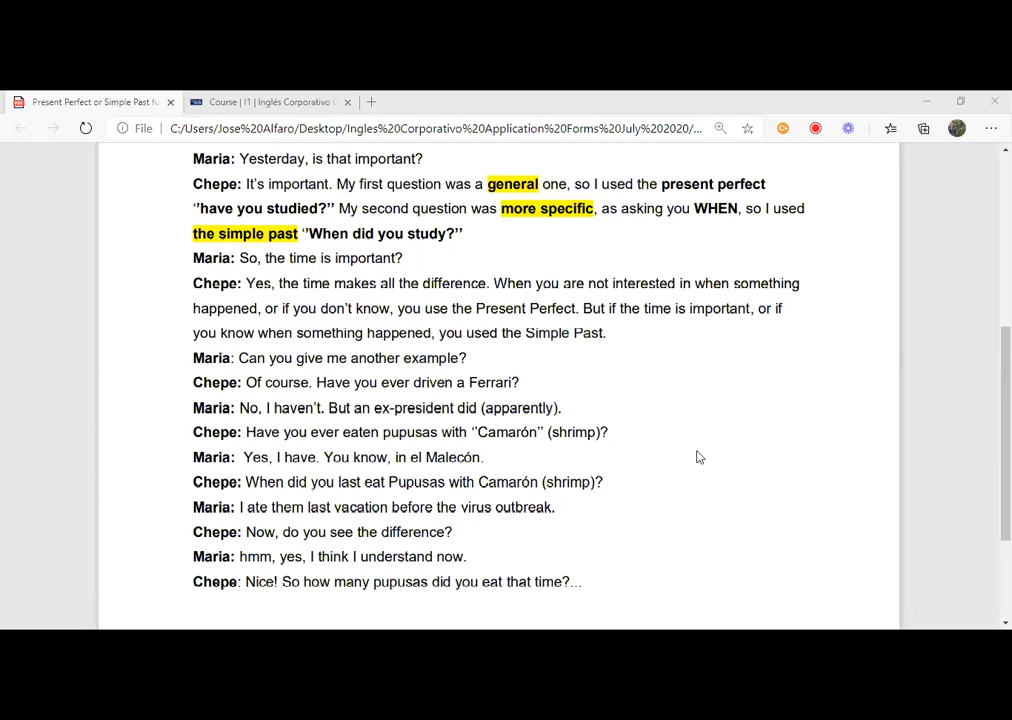 Present Perfect or Simple Past fu
Course | I1 | Inglés Corporativo
File
C:/Users/Jose%20Alfaro/Desktop/Ingles%20Corporativo%20Application%20Forms%20July%202020/...
Maria: Yesterday, is that important?
Chepe: It's important. My first question was a general one, so I used the present perfect
‘’have you studied?’’ My second question was more specific, as asking you WHEN, so I used
the simple past ‘’When did you study?’’
Maria: So, the time is important?
Chepe: Yes, the time makes all the difference. When you are not interested in when something
happened, or if you don't know, you use the Present Perfect. But if the time is important, or if
you know when something happened, you used the Simple Past.
Maria: Can you give me another example?
Chepe: Of course. Have you ever driven a Ferrari?
Maria: No, I haven't. But an ex-president did (apparently).
Chepe: Have you ever eaten pupusas with ‘’Camarón’’ (shrimp)?
Maria: Yes, I have. You know, in el Malecón.
Chepe: When did you last eat Pupusas with Camarón (shrimp)?
Maria: I ate them last vacation before the virus outbreak.
Chepe: Now, do you see the difference?
Maria: hmm, yes, I think I understand now.
Chepe: Nice! So how many pupusas did you eat that time?...